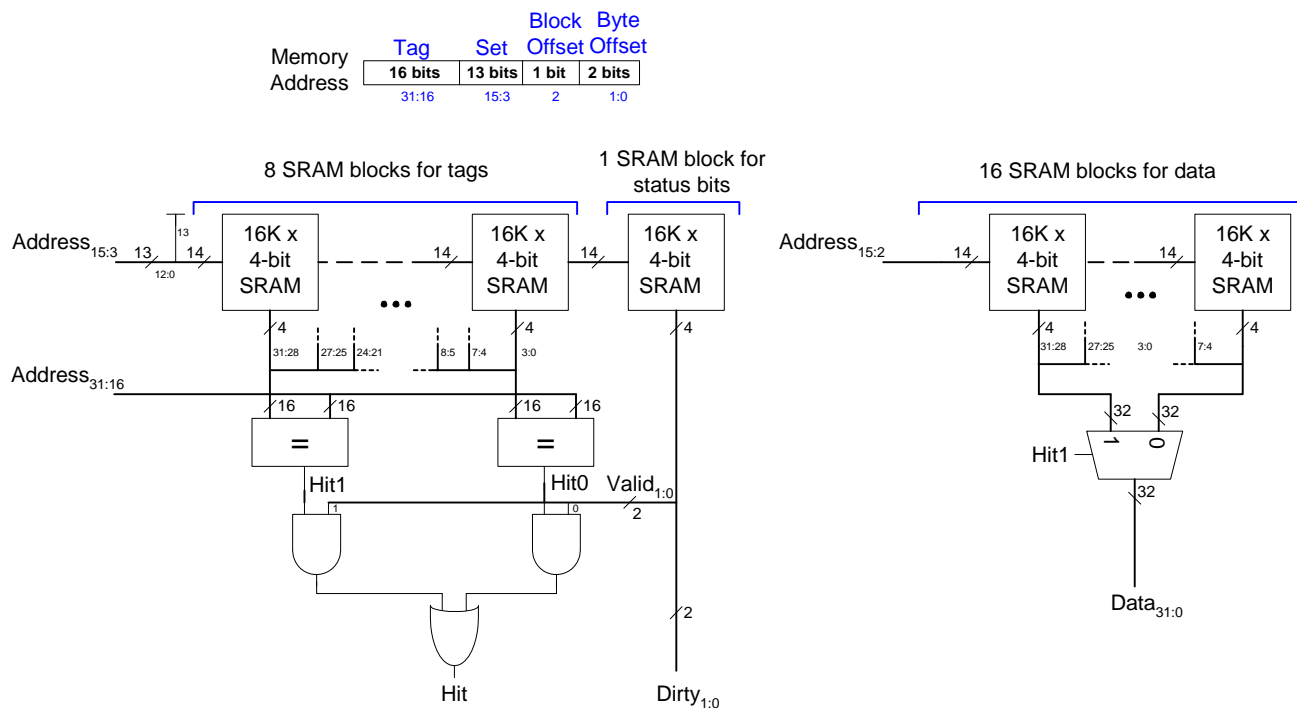 Memory Address
Tag Set Block Offset Byte Offset
16 bits 13 bits 1 bit 2 bits
31:16 15:3 2 1:0
8 SRAM blocks for tags
1 SRAM block for
status bits
16 SRAM blocks for data
Address15:3 13 12:0 13 14
16K x
4-bit
SRAM
14
16K x
4-bit
SRAM
14
16K x
4-bit
SRAM
Address15:2 14
16K x
4-bit
SRAM
14
16K x
4-bit
SRAM
•••
•••
4 4 4 4 4
31:28 27:25 24:21 8:5 7:4 3:0
31:28 27:25 3:0 7:4
Address31:16
16 16 16 16
= =
32 32
1 0
Hit1
32
Hit1 Hit0 Valid1:0
1 0 2
2
Data31:0
Hit
Dirty1:0